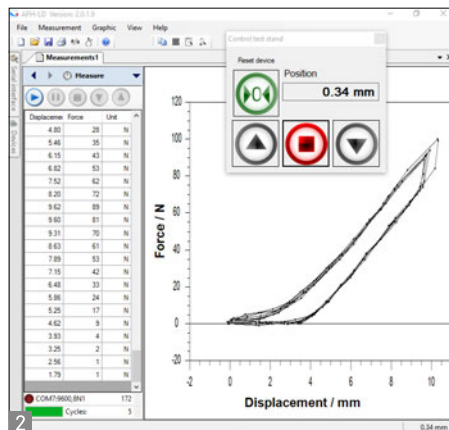 AFH-LD Version: 2.0.1.9
File Measurement Graphic View Help
Measurements1
Serial interface
Devices
Measure
Displacement Force Unit
4.80 28 N
5.46 35 N
6.15 43 N
6.82 53 N
7.52 62 N
8.20 72 N
9.62 89 N
9.60 81 N
9.31 70 N
8.63 61 N
7.89 53 N
7.15 42 N
6.48 33 N
5.86 24 N
5.25 17 N
4.62 9 N
3.93 4 N
3.25 2 N
2.56 1 N
1.79 1 N
COM7:9600,8N1 172
Cycles: 5
Control test stand
Reset device
Position
0
0.34 mm
120
100
80
60
40
20
0
-20
Force / N
-2 0 2 4 6 8 10
Displacement / mm
0.34 mm
2